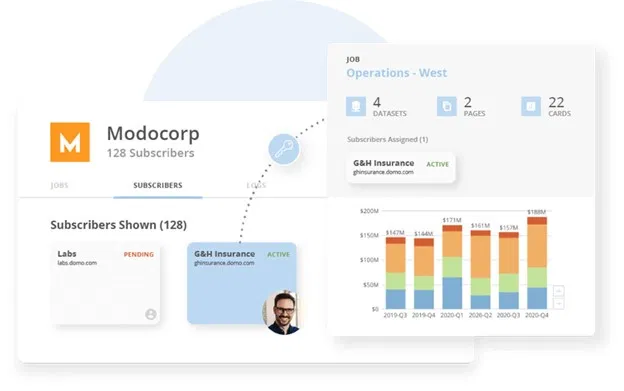 JOB
Operations - West
4
DATASETS
2
PAGES
22
CARDS
Subscribers Assigned (1)
G&H Insurance
ACTIVE
ghinsurance.domo.com
M
Modocorp
128 Subscribers
JOBS
SUBSCRIBERS
LOGS
Subscribers Shown (128)
Labs
PENDING
labs.domo.com
G&H Insurance
ACTIVE
ghinsurance.domo.com
$200M
$150M
$100M
$50M
$0
$147M
$144M
$171M
$161M
$157M
$188M
2019-Q3
2019-Q4
2020-Q1
2026-Q2
2020-Q3
2020-Q4